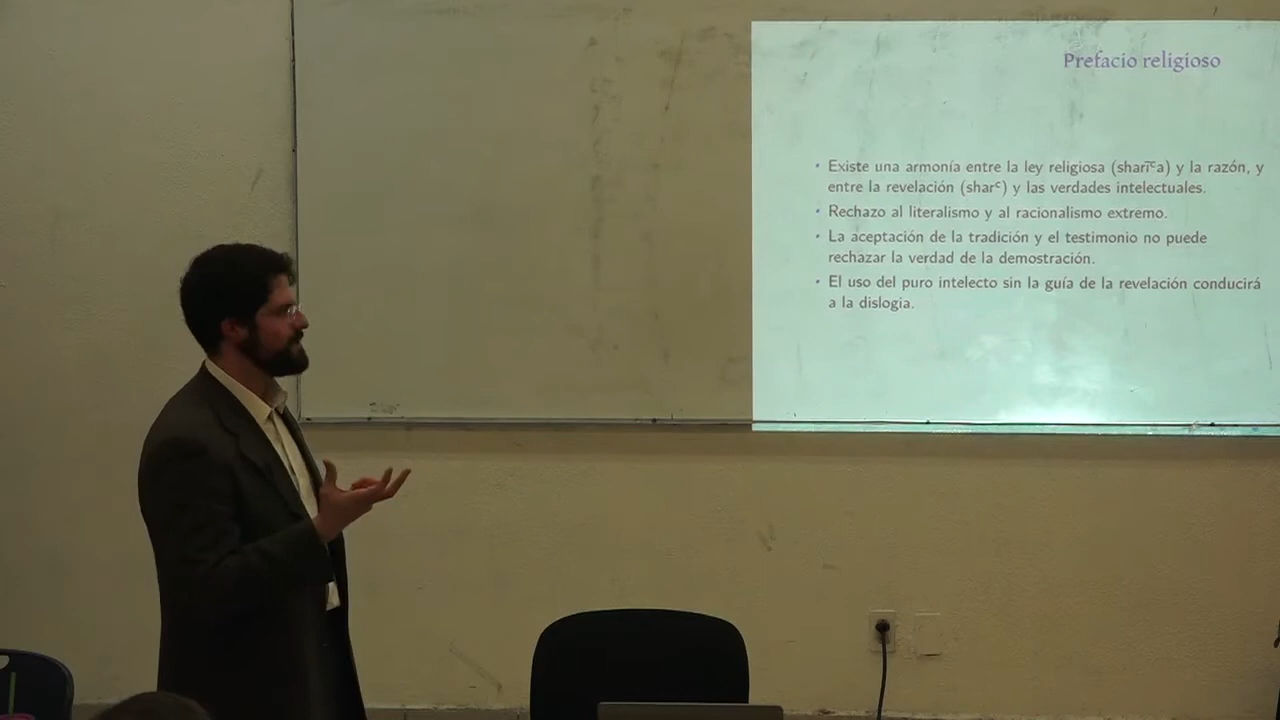 Prefacio religioso
• Existe una armonía entre la ley religiosa (sharīᶜa) y la razón, y
entre la revelación (sharᶜ) y las verdades intelectuales.
• Rechazo al literalismo y al racionalismo extremo.
• La aceptación de la tradición y el testimonio no puede
rechazar la verdad de la demostración.
• El uso del puro intelecto sin la guía de la revelación conducirá
a la dislogia.